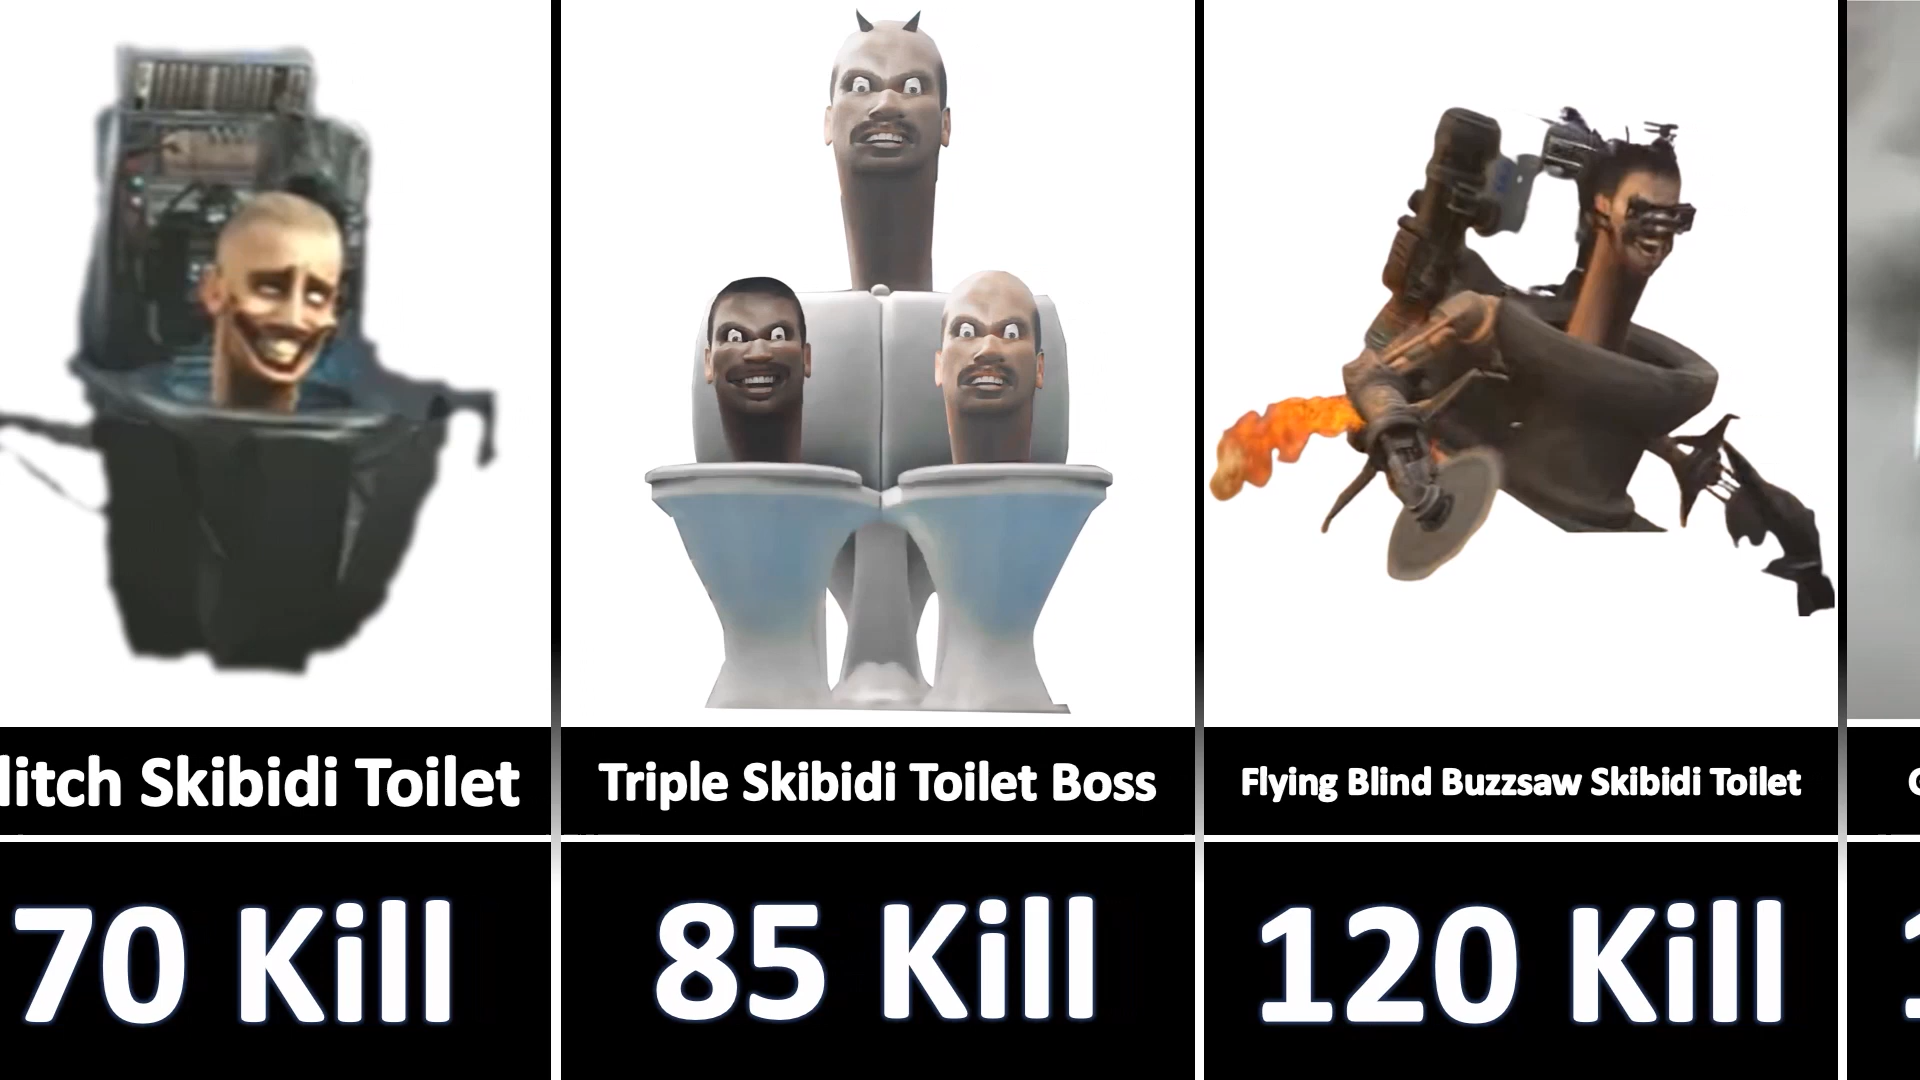 litch Skibidi Toilet
70 Kill
Triple Skibidi Toilet Boss
85 Kill
Flying Blind Buzzsaw Skibidi Toilet
120 Kill